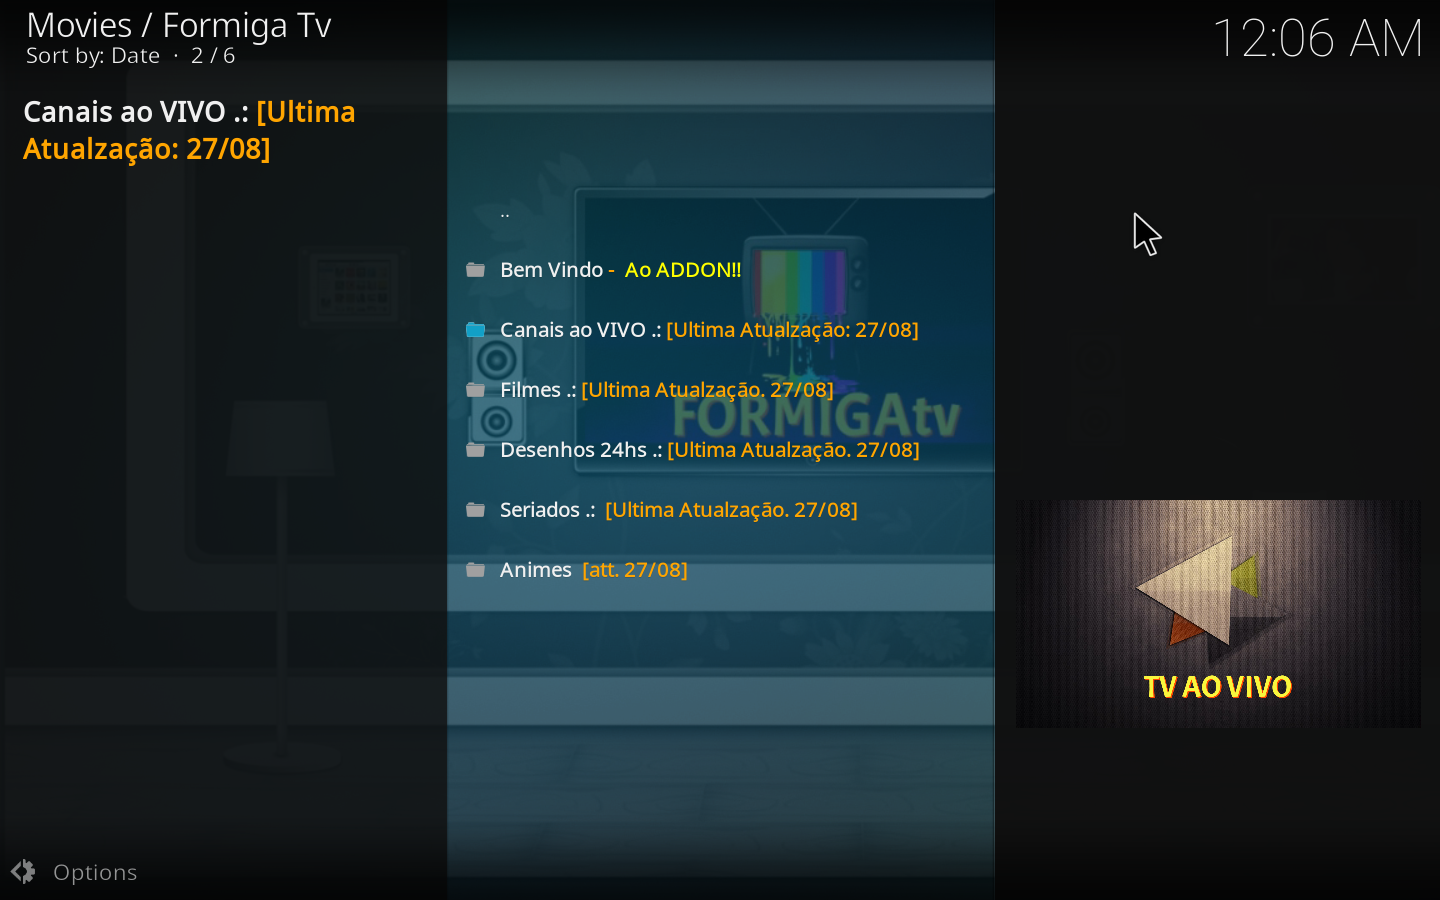 Movies / Formiga Tv
Sort by: Date · 2 / 6
12:06 AM
Canais ao VIVO .: [Ultima
Atualzação: 27/08]
..
Bem Vindo - Ao ADDON!!
Canais ao VIVO .: [Ultima Atualzação: 27/08]
Filmes .: [Ultima Atualzação. 27/08]
FORMIGAtv
Desenhos 24hs .: [Ultima Atualzação. 27/08]
Seriados .: [Ultima Atualzação. 27/08]
Animes [att. 27/08]
TV AO VIVO
Options